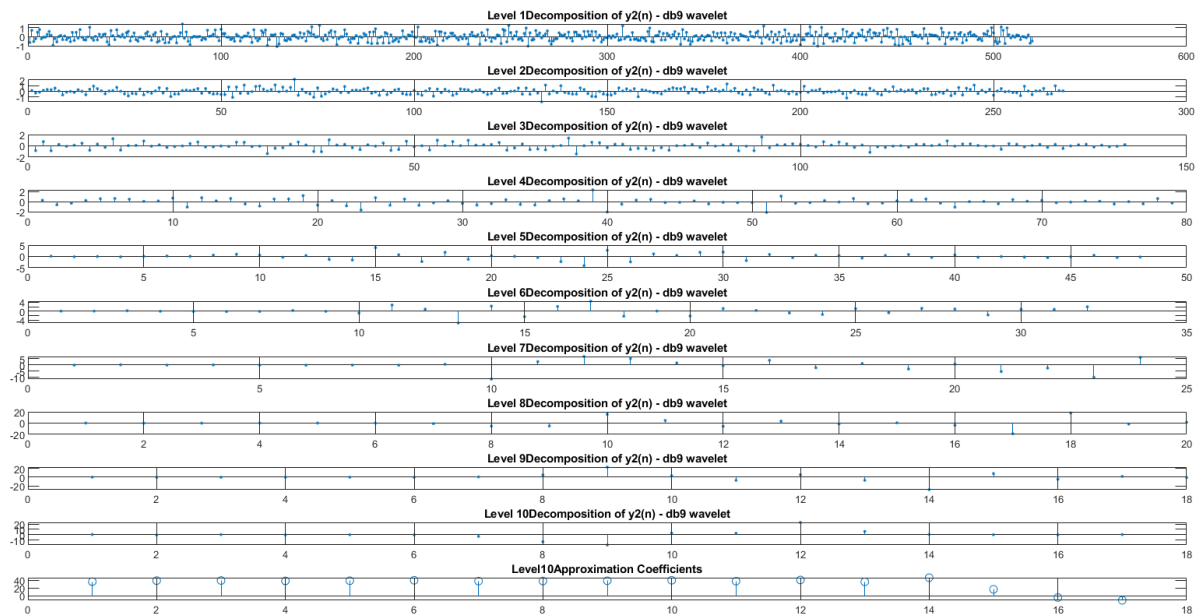 Level 1Decomposition of y2(n) - db9 wavelet
1
0
-1
0 100 200 300 400 500 600
Level 2Decomposition of y2(n) - db9 wavelet
2
1
0
-1
0 50 100 150 200 250 300
Level 3Decomposition of y2(n) - db9 wavelet
2
0
-2
0 50 100 150
Level 4Decomposition of y2(n) - db9 wavelet
2
0
-2
0 10 20 30 40 50 60 70 80
Level 5Decomposition of y2(n) - db9 wavelet
5
0
-5
0 5 10 15 20 25 30 35 40 45 50
Level 6Decomposition of y2(n) - db9 wavelet
4
2
0
-2
-4
0 5 10 15 20 25 30 35
Level 7Decomposition of y2(n) - db9 wavelet
5
0
-5
-10
0 5 10 15 20 25
Level 8Decomposition of y2(n) - db9 wavelet
20
0
-20
0 2 4 6 8 10 12 14 16 18 20
Level 9Decomposition of y2(n) - db9 wavelet
20
0
-20
0 2 4 6 8 10 12 14 16 18
Level 10Decomposition of y2(n) - db9 wavelet
20
10
0
-10
0 2 4 6 8 10 12 14 16 18
Level10Approximation Coefficients
40
20
0
0 2 4 6 8 10 12 14 16 18